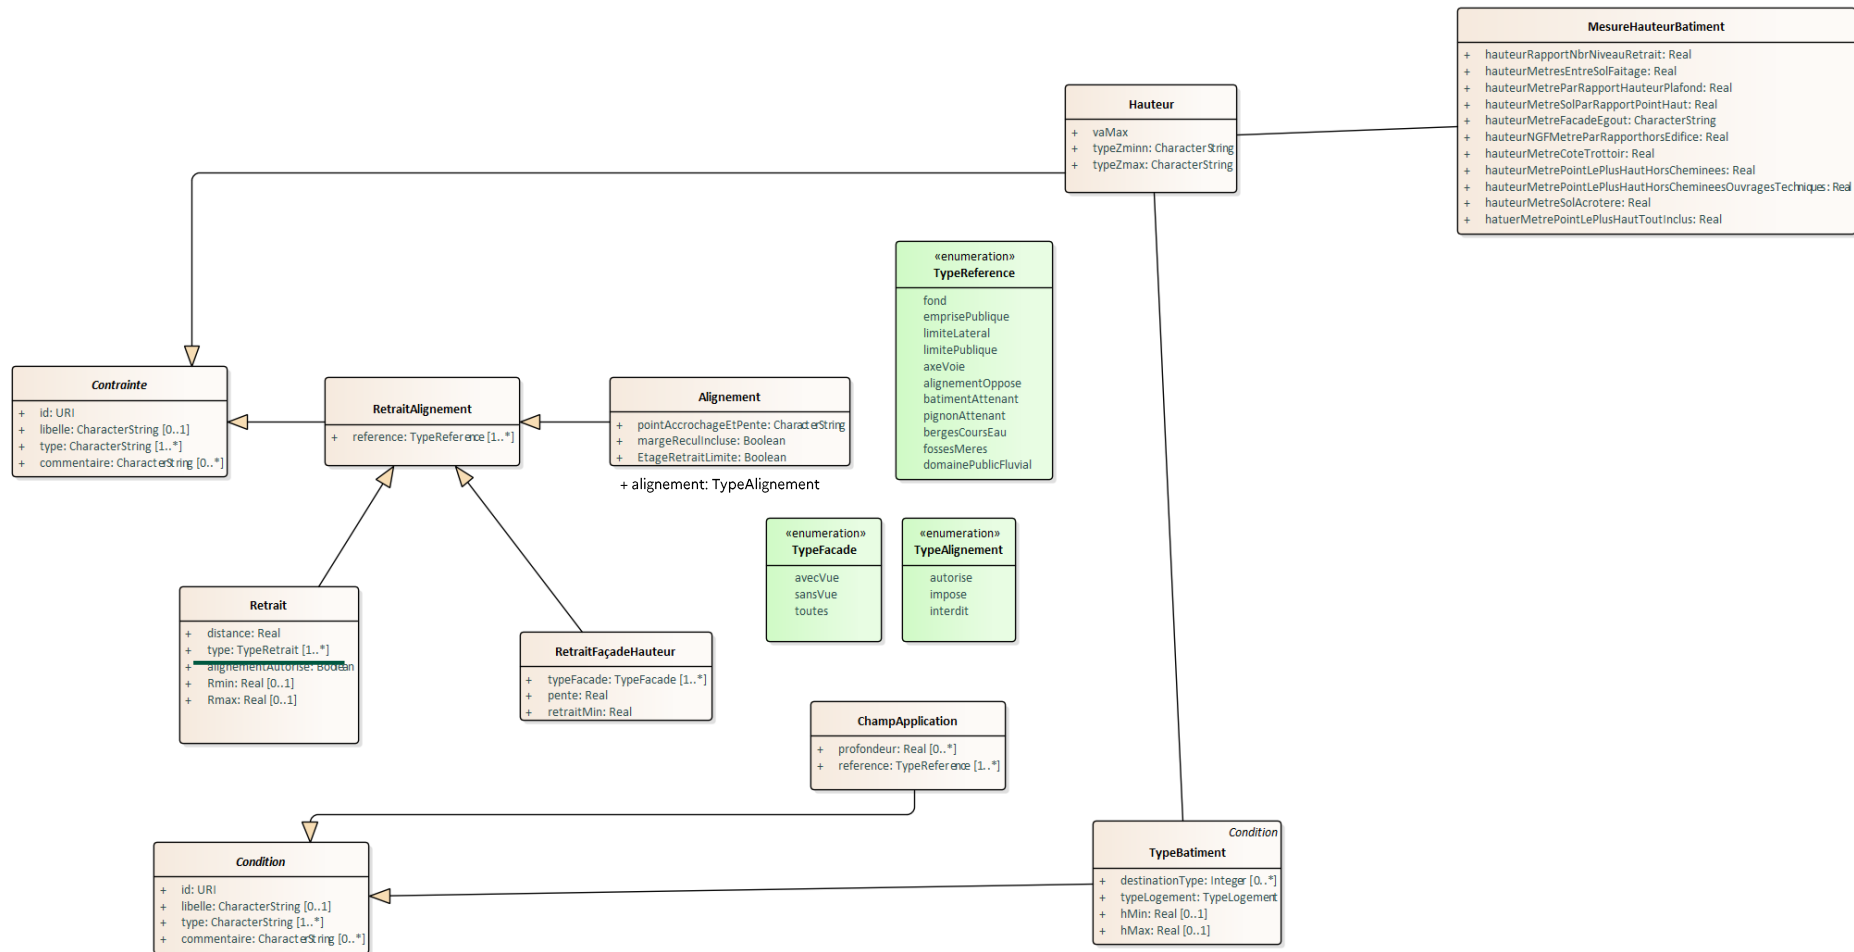 MesureHauteurBatiment
+ hauteurRapportNbrNiveauRetrait: Real
+ hauteurMetresEntreSolFaitage: Real
+ hauteurMetreParRapportHauteurPlafond: Real
+ hauteurMetreSolParRapportPointHaut: Real
+ hauteurMetreFacadeEgout: CharacterString
+ hauteurNGFMetreParRapporthorsEdifice: Real
+ hauteurMetreCoteTrottoir: Real
+ hauteurMetrePointLePlusHautHorsCheminees: Real
+ hauteurMetrePointLePlusHautHorsChemineesOuvragesTechniques: Real
+ hauteurMetreSolAcrotere: Real
+ hatuerMetrePointLePlusHautToutInclus: Real
Hauteur
+ vaMax
+ typeZminn: CharacterString
+ typeZmax: CharacterString
«enumeration»
TypeReference
fond
emprisePublique
limiteLateral
limitePublique
axeVoie
alignementOppose
batimentAttenant
pignonAttenant
bergesCoursEau
fossesMeres
domainePublicFluvial
Contrainte
+ id: URI
+ libelle: CharacterString [0..1]
+ type: CharacterString [1..*]
+ commentaire: CharacterString [0..*]
RetraitAlignement
+ reference: TypeReference [1..*]
Alignement
+ pointAccrochageEtPente: CharacterString
+ margeReculIncluse: Boolean
+ EtageRetraitLimite: Boolean
+ alignement: TypeAlignement
«enumeration»
TypeFacade
avecVue
sansVue
toutes
«enumeration»
TypeAlignement
autorise
impose
interdit
Retrait
+ distance: Real
+ type: TypeRetrait [1..*]
+ alignementAutorise: Boolean
+ Rmin: Real [0..1]
+ Rmax: Real [0..1]
RetraitFaçadeHauteur
+ typeFacade: TypeFacade [1..*]
+ pente: Real
+ retraitMin: Real
ChampApplication
+ profondeur: Real [0..*]
+ reference: TypeReference [1..*]
Condition
+ id: URI
+ libelle: CharacterString [0..1]
+ type: CharacterString [1..*]
+ commentaire: CharacterString [0..*]
Condition
TypeBatiment
+ destinationType: Integer [0..*]
+ typeLogement: TypeLogement
+ hMin: Real [0..1]
+ hMax: Real [0..1]